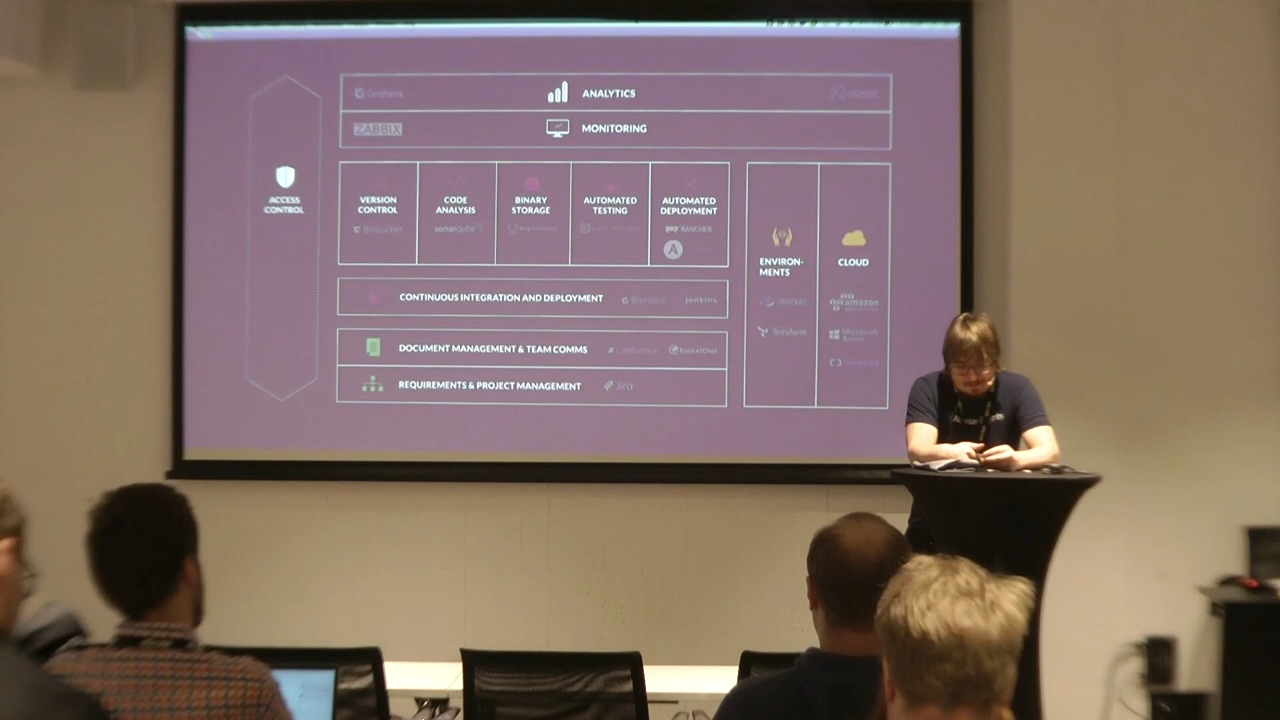 Grafana
ANALYTICS
elastic
ZABBIX
MONITORING
ACCESS
CONTROL
VERSION
CONTROL
Bitbucket
CODE
ANALYSIS
sonarqube
BINARY
STORAGE
AUTOMATED
TESTING
AUTOMATED
DEPLOYMENT
RANCHER
A
ENVIRON-
MENTS
docker
Terraform
CLOUD
amazon
Microsoft
Azure
CONTINUOUS INTEGRATION AND DEPLOYMENT
Bamboo
Jenkins
DOCUMENT MANAGEMENT & TEAM COMMS
Confluence
RocketChat
REQUIREMENTS & PROJECT MANAGEMENT
Jira